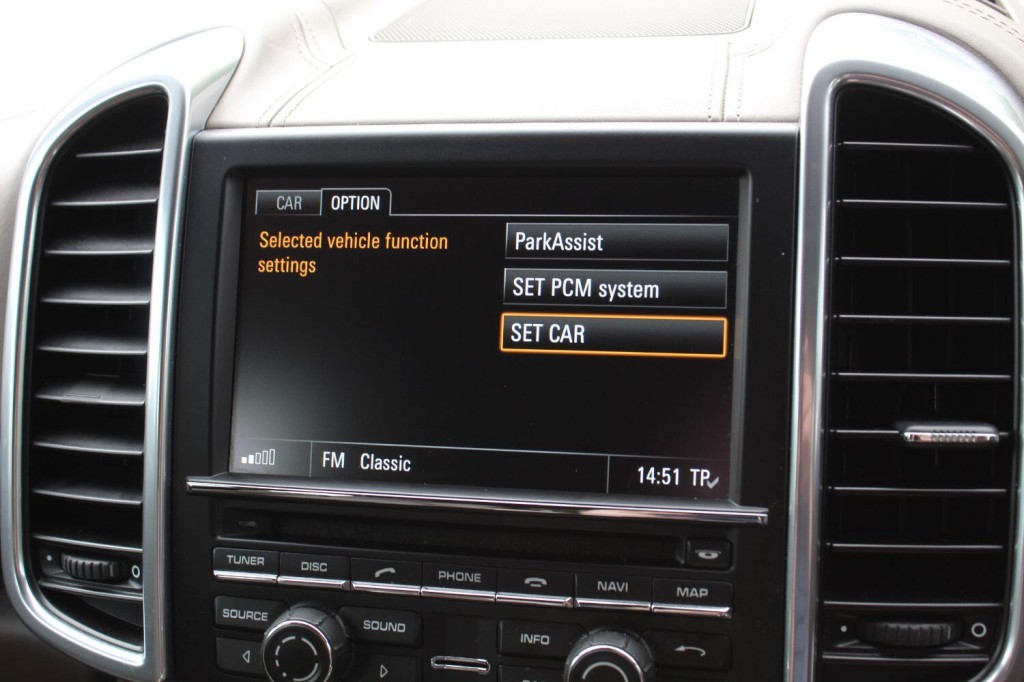 CAR OPTION
Selected vehicle function
settings
ParkAssist
SET PCM system
SET CAR
FM Classic
14:51 TP
TUNER DISC PHONE NAVI MAP
SOURCE SOUND INFO